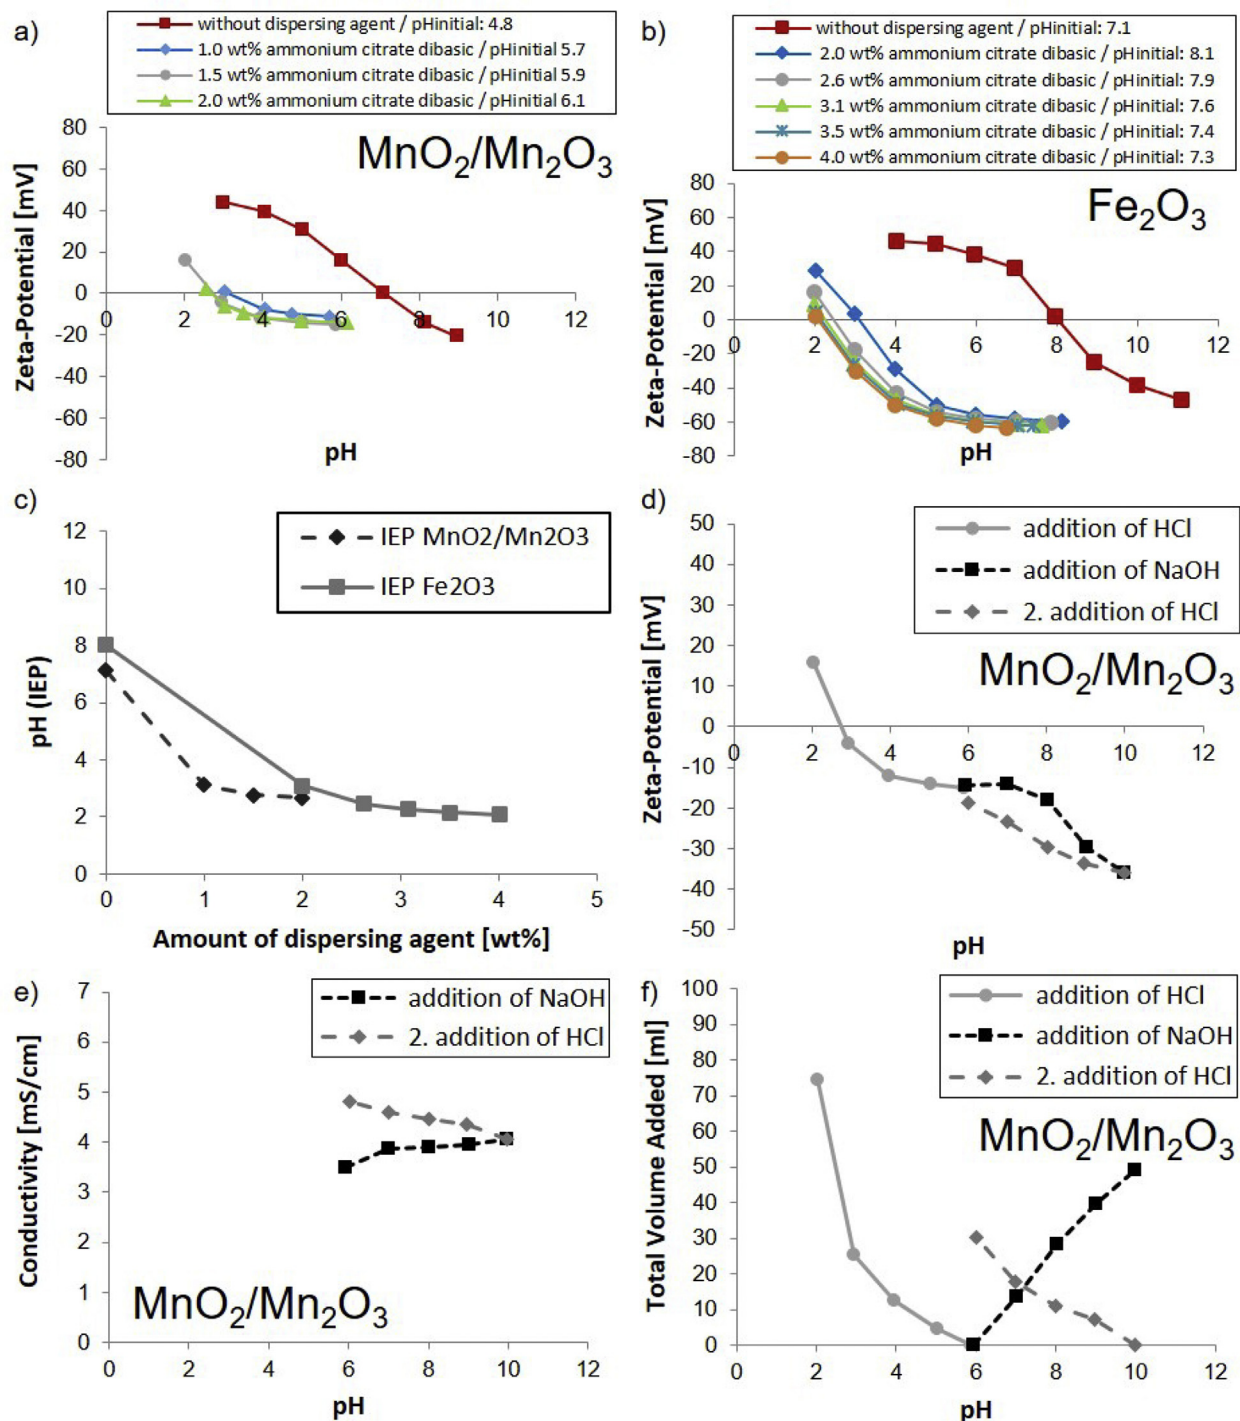 a)
without dispersing agent / pHinitial: 4.8
1.0 wt% ammonium citrate dibasic / pHinitial 5.7
1.5 wt% ammonium citrate dibasic / pHinitial 5.9
2.0 wt% ammonium citrate dibasic / pHinitial 6.1
MnO2/Mn2O3
Zeta-Potential [mV]
80
60
40
20
0
-20
-40
-60
-80
0 2 4 6 8 10 12
pH
b)
without dispersing agent / pHinitial: 7.1
2.0 wt% ammonium citrate dibasic / pHinitial: 8.1
2.6 wt% ammonium citrate dibasic / pHinitial: 7.9
3.1 wt% ammonium citrate dibasic / pHinitial: 7.6
3.5 wt% ammonium citrate dibasic / pHinitial: 7.4
4.0 wt% ammonium citrate dibasic / pHinitial: 7.3
Fe2O3
Zeta-Potential [mV]
80
60
40
20
0
-20
-40
-60
-80
0 2 4 6 8 10 12
pH
c)
IEP MnO2/Mn2O3
IEP Fe2O3
pH (IEP)
12
10
8
6
4
2
0
0 1 2 3 4 5
Amount of dispersing agent [wt%]
d)
addition of HCl
addition of NaOH
2. addition of HCl
MnO2/Mn2O3
Zeta-Potential [mV]
50
40
30
20
10
0
-10
-20
-30
-40
-50
0 2 4 6 8 10 12
pH
e)
addition of NaOH
2. addition of HCl
Conductivity [mS/cm]
7
6
5
4
3
2
1
0
MnO2/Mn2O3
0 2 4 6 8 10 12
pH
f)
addition of HCl
addition of NaOH
2. addition of HCl
MnO2/Mn2O3
Total Volume Added [ml]
100
90
80
70
60
50
40
30
20
10
0
0 2 4 6 8 10 12
pH